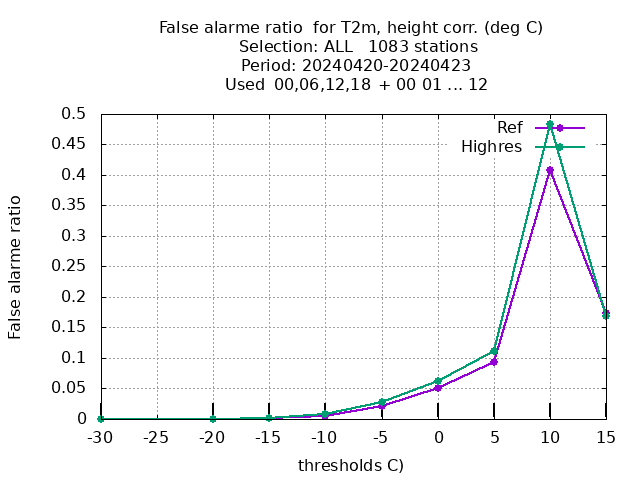 False alarme ratio  for T2m, height corr. (deg C)
Selection: ALL   1083 stations
Period: 20240420-20240423
Used  00,06,12,18  + 00 01 ... 12
0.5
Ref
Highres
0.45
0.4
0.35
0.3
0.25
0.2
0.15
0.1
0.05
0
False alarme ratio
-30 -25 -20 -15 -10 -5 0 5 10 15
thresholds C)